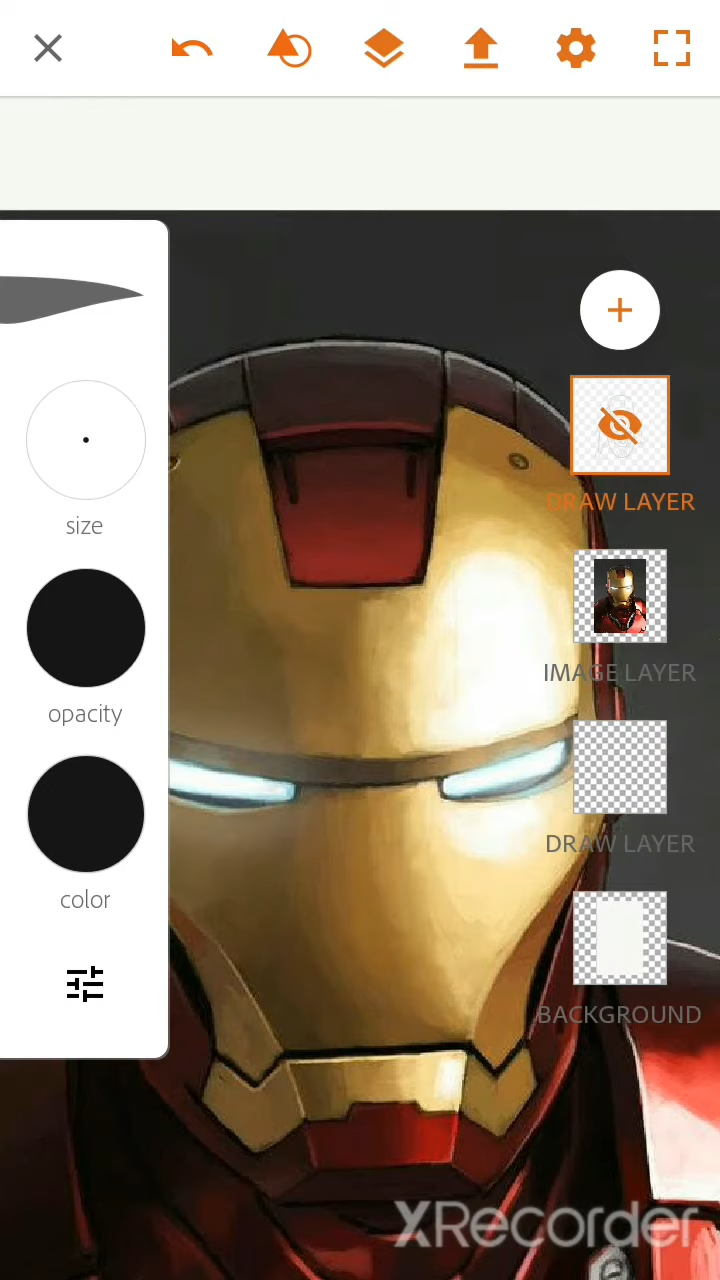 size
opacity
color
DRAW LAYER
IMAGE LAYER
DRAW LAYER
BACKGROUND
XRecorder